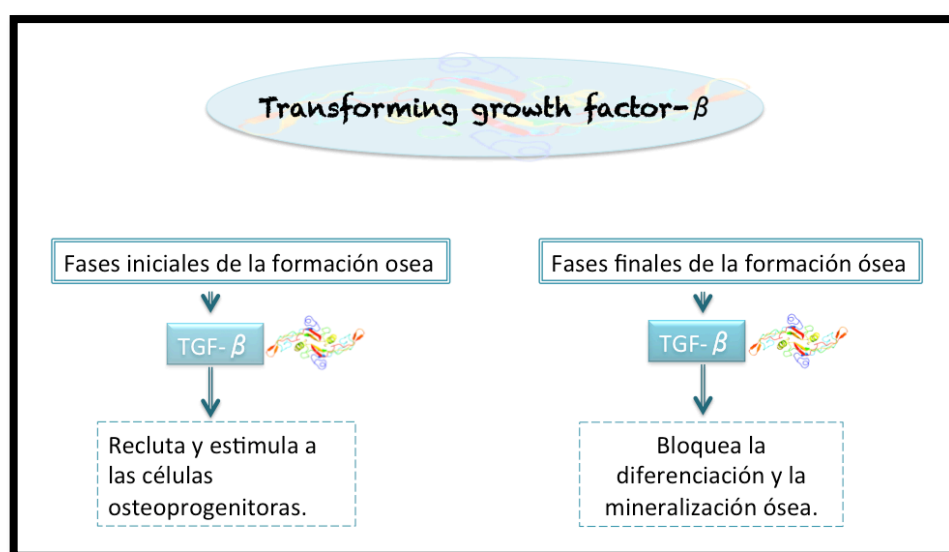 Transforming growth factor-β
Fases iniciales de la formación osea
Fases finales de la formación ósea
TGF-β
TGF-β
Recluta y estimula a
las células
osteoprogenitoras.
Bloquea la
diferenciación y la
mineralización ósea.